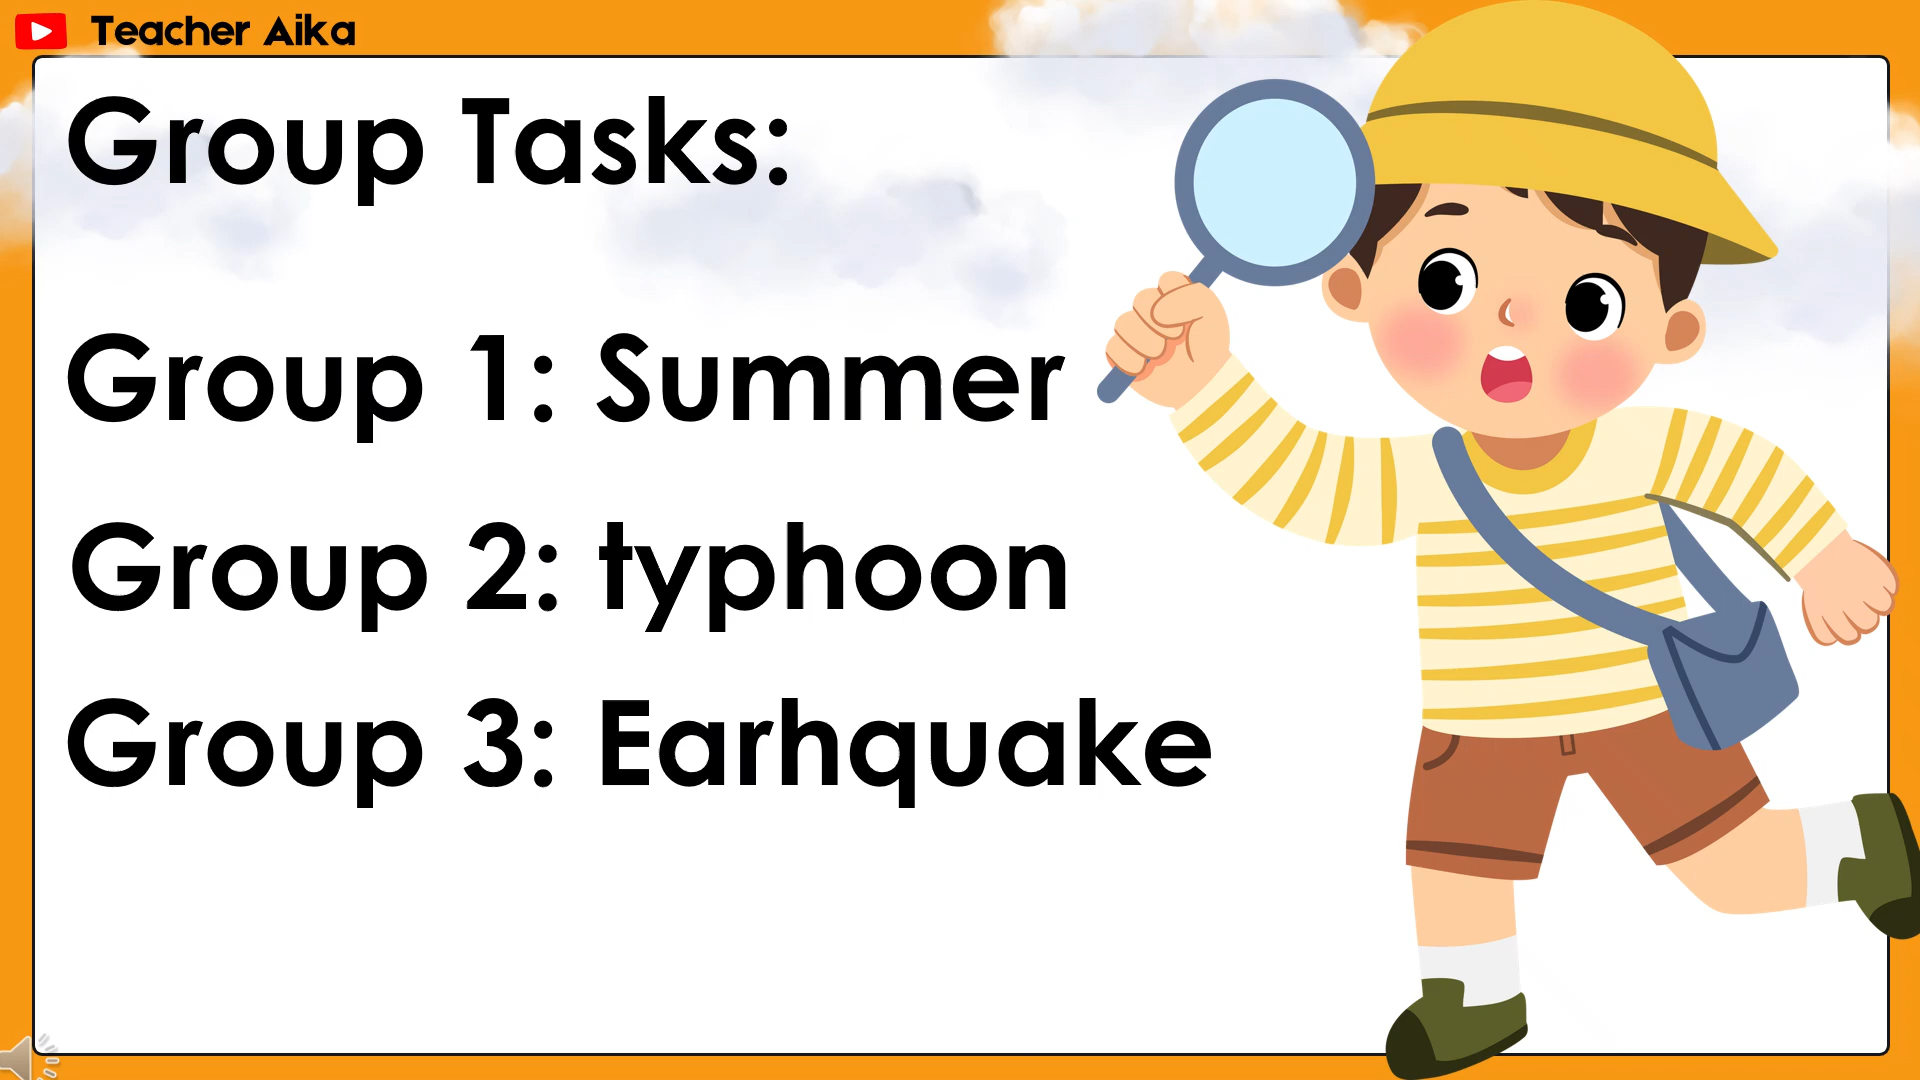 Teacher Aika
Group Tasks:
Group 1: Summer
Group 2: typhoon
Group 3: Earhquake